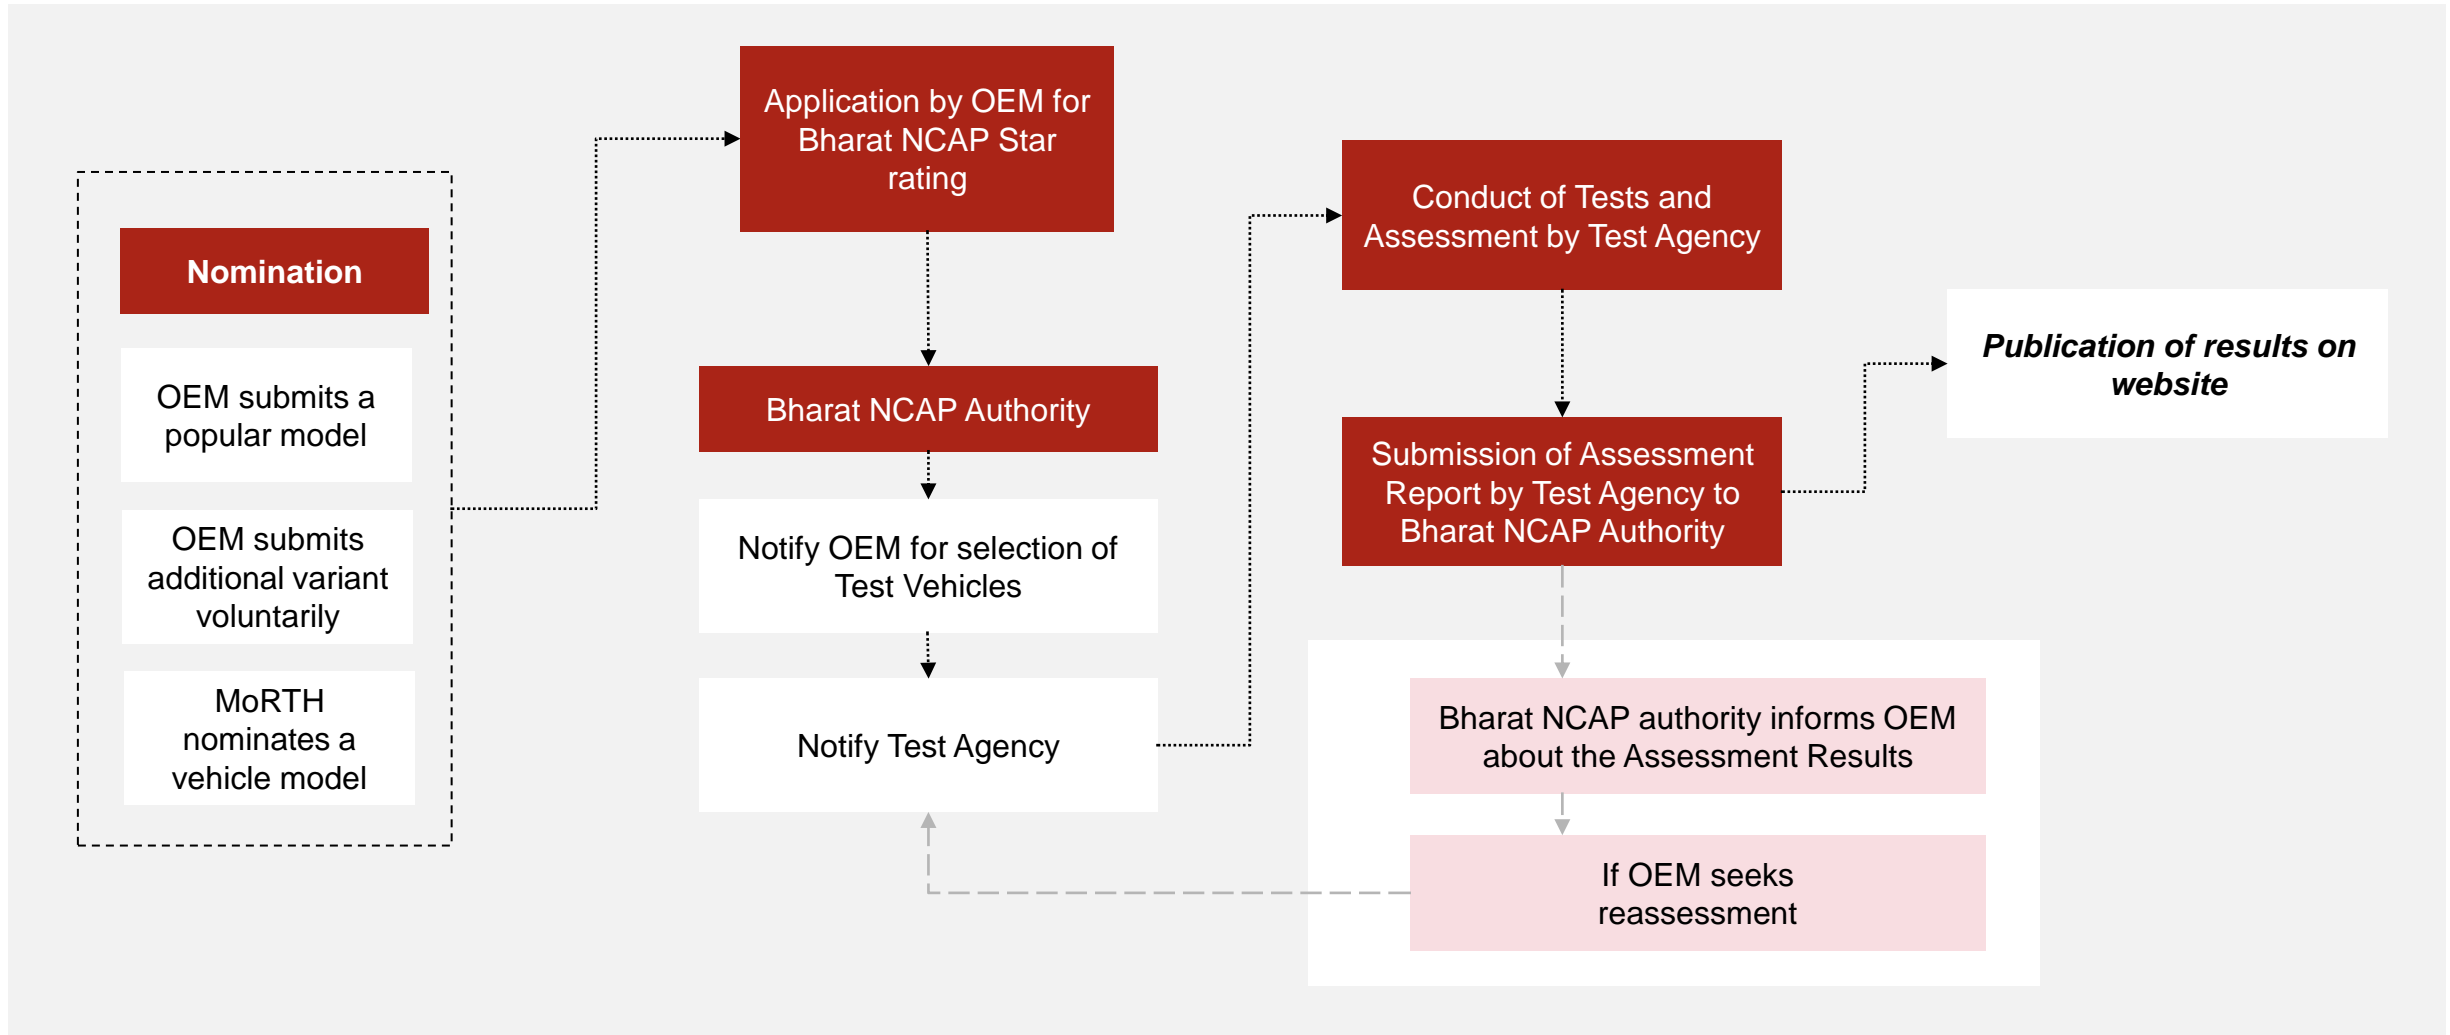 Nomination
OEM submits a
popular model
OEM submits
additional variant
voluntarily
MoRTH
nominates a
vehicle model
Application by OEM for
Bharat NCAP Star
rating
Bharat NCAP Authority
Notify OEM for selection of
Test Vehicles
Notify Test Agency
Conduct of Tests and
Assessment by Test Agency
Submission of Assessment
Report by Test Agency to
Bharat NCAP Authority
Bharat NCAP authority informs OEM
about the Assessment Results
If OEM seeks
reassessment
Publication of results on
website